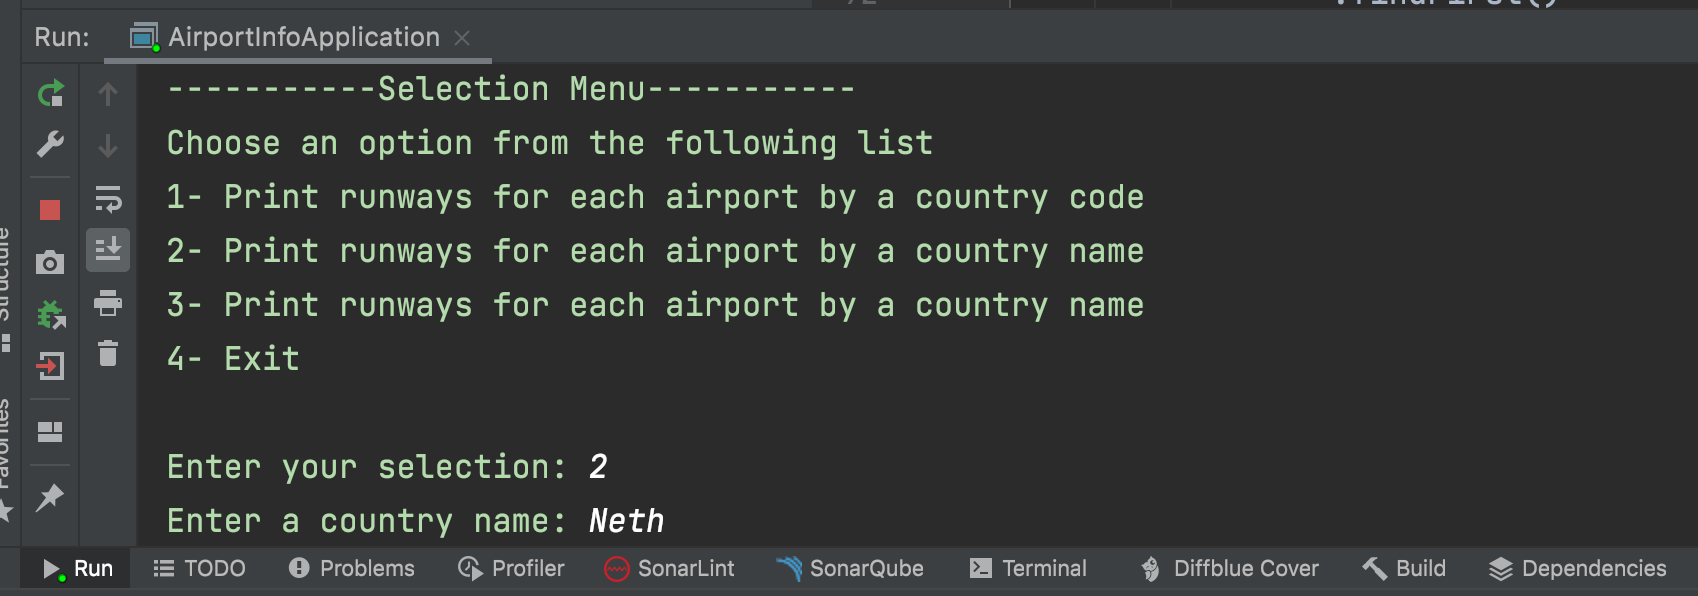 Run: AirportInfoApplication
-----------Selection Menu-----------
Choose an option from the following list
1- Print runways for each airport by a country code
2- Print runways for each airport by a country name
3- Print runways for each airport by a country name
4- Exit
Enter your selection: 2
Enter a country name: Neth
Structure
Favorites
Run TODO Problems Profiler SonarLint SonarQube Terminal Diffblue Cover Build Dependencies